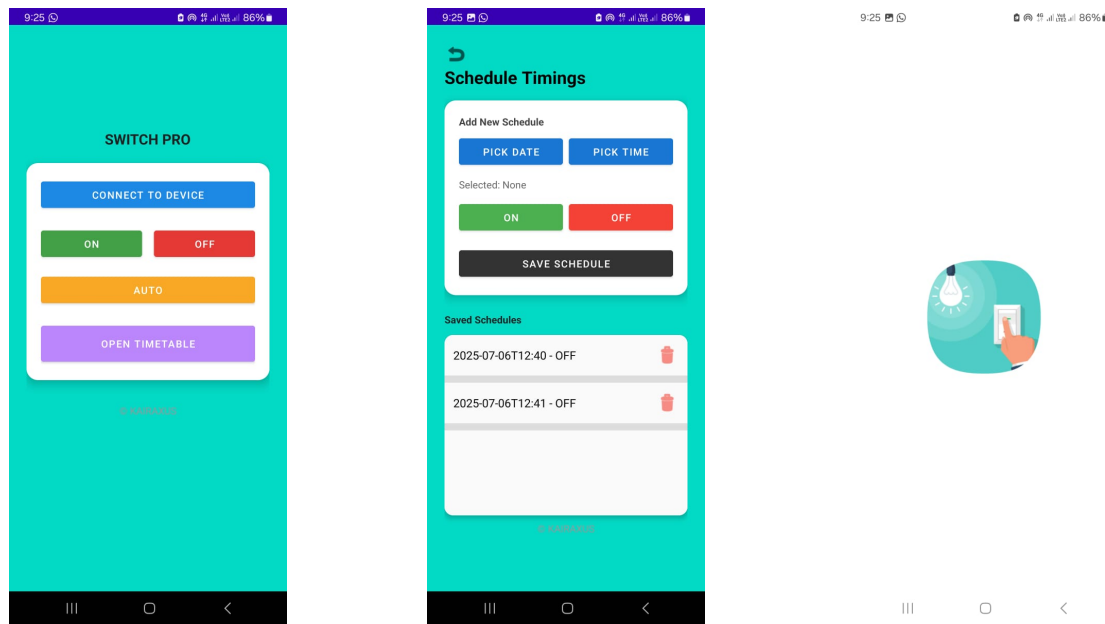 9:25
86%
SWITCH PRO
CONNECT TO DEVICE
ON
OFF
AUTO
OPEN TIMETABLE
9:25
86%
Schedule Timings
Add New Schedule
PICK DATE
PICK TIME
Selected: None
ON
OFF
SAVE SCHEDULE
Saved Schedules
2025-07-06T12:40 - OFF
2025-07-06T12:41 - OFF
9:25
86%